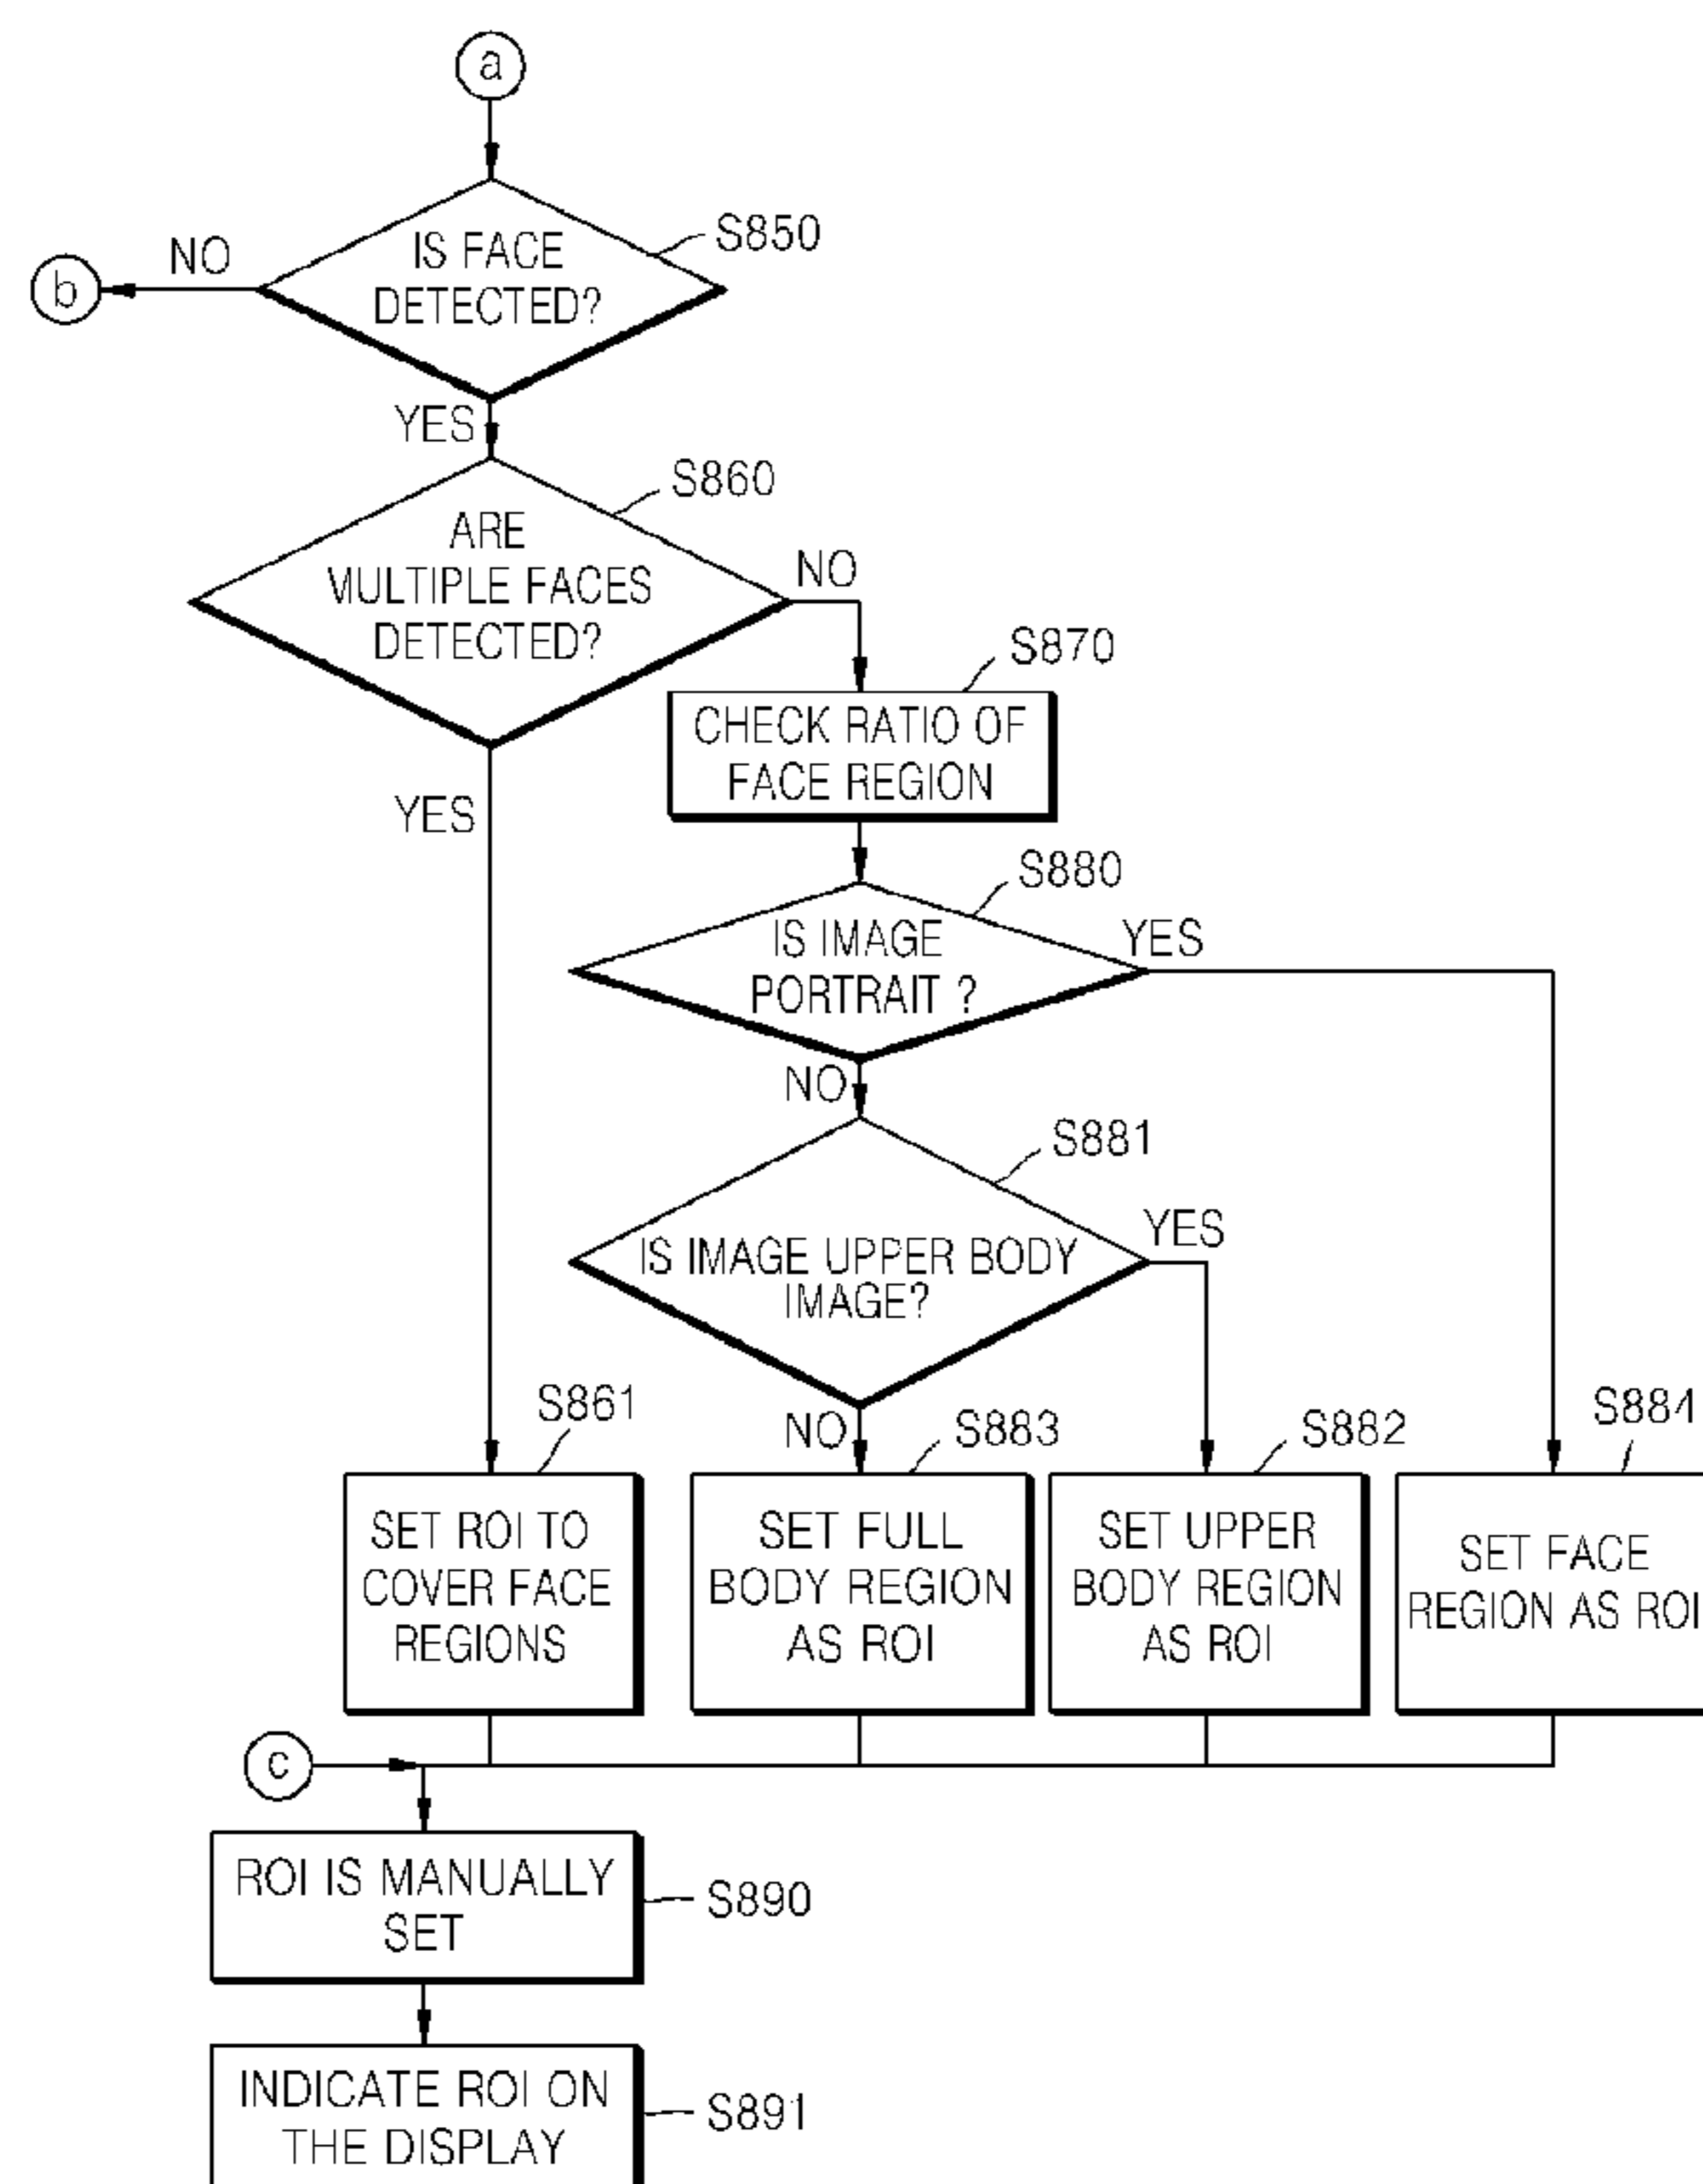 a
IS FACE
DETECTED?
S850
NO
b
YES
ARE
MULTIPLE FACES
DETECTED?
S860
NO
S870
CHECK RATIO OF
FACE REGION
YES
S880
IS IMAGE
PORTRAIT ?
YES
NO
S881
IS IMAGE UPPER BODY
IMAGE?
YES
NO
S861
SET ROI TO
COVER FACE
REGIONS
S883
SET FULL
BODY REGION
AS ROI
S882
SET UPPER
BODY REGION
AS ROI
S884
SET FACE
REGION AS ROI
c
ROI IS MANUALLY
SET
S890
INDICATE ROI ON
THE DISPLAY
S891